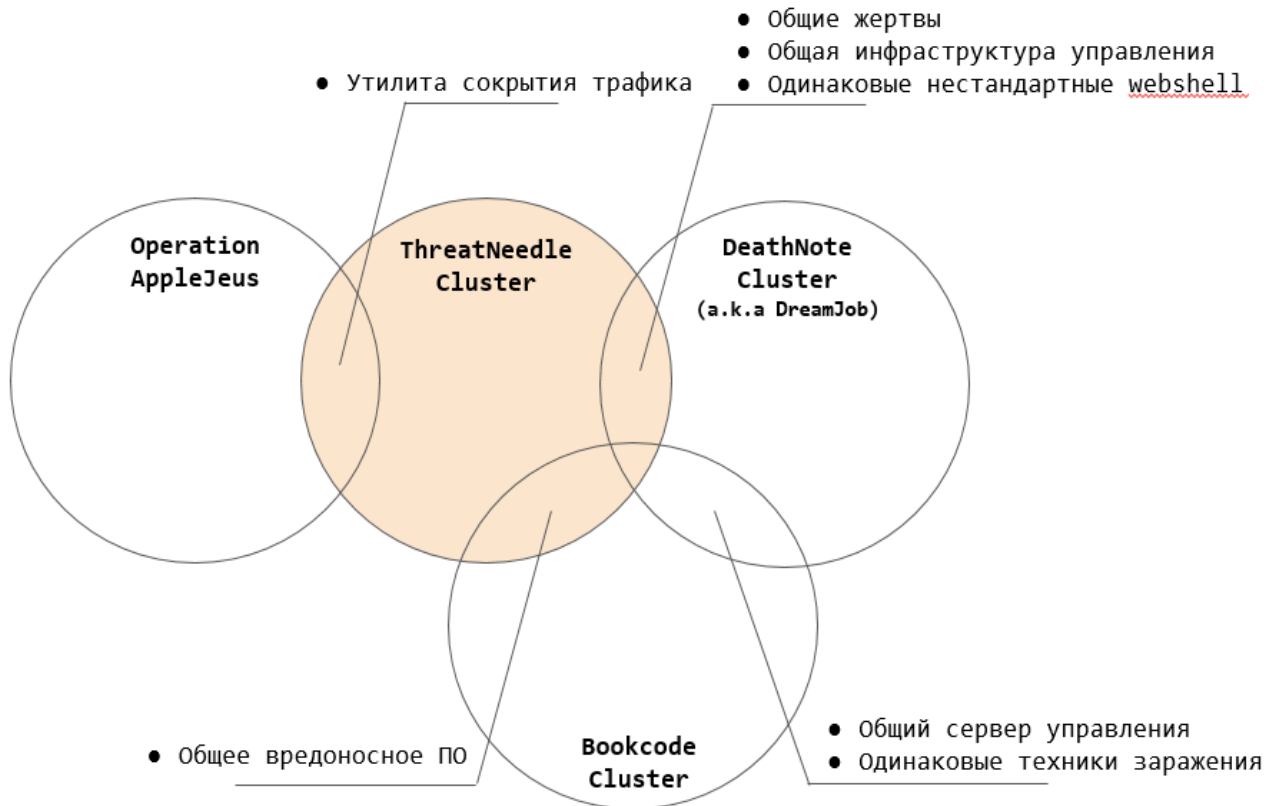 ● Общие жертвы
● Общая инфраструктура управления
● Одинаковые нестандартные webshell
● Утилита сокрытия трафика
Operation
AppleJeus
ThreatNeedle
Cluster
DeathNote
Cluster
(a.k.a DreamJob)
● Общее вредоносное ПО
Bookcode
Cluster
● Общий сервер управления
● Одинаковые техники заражения